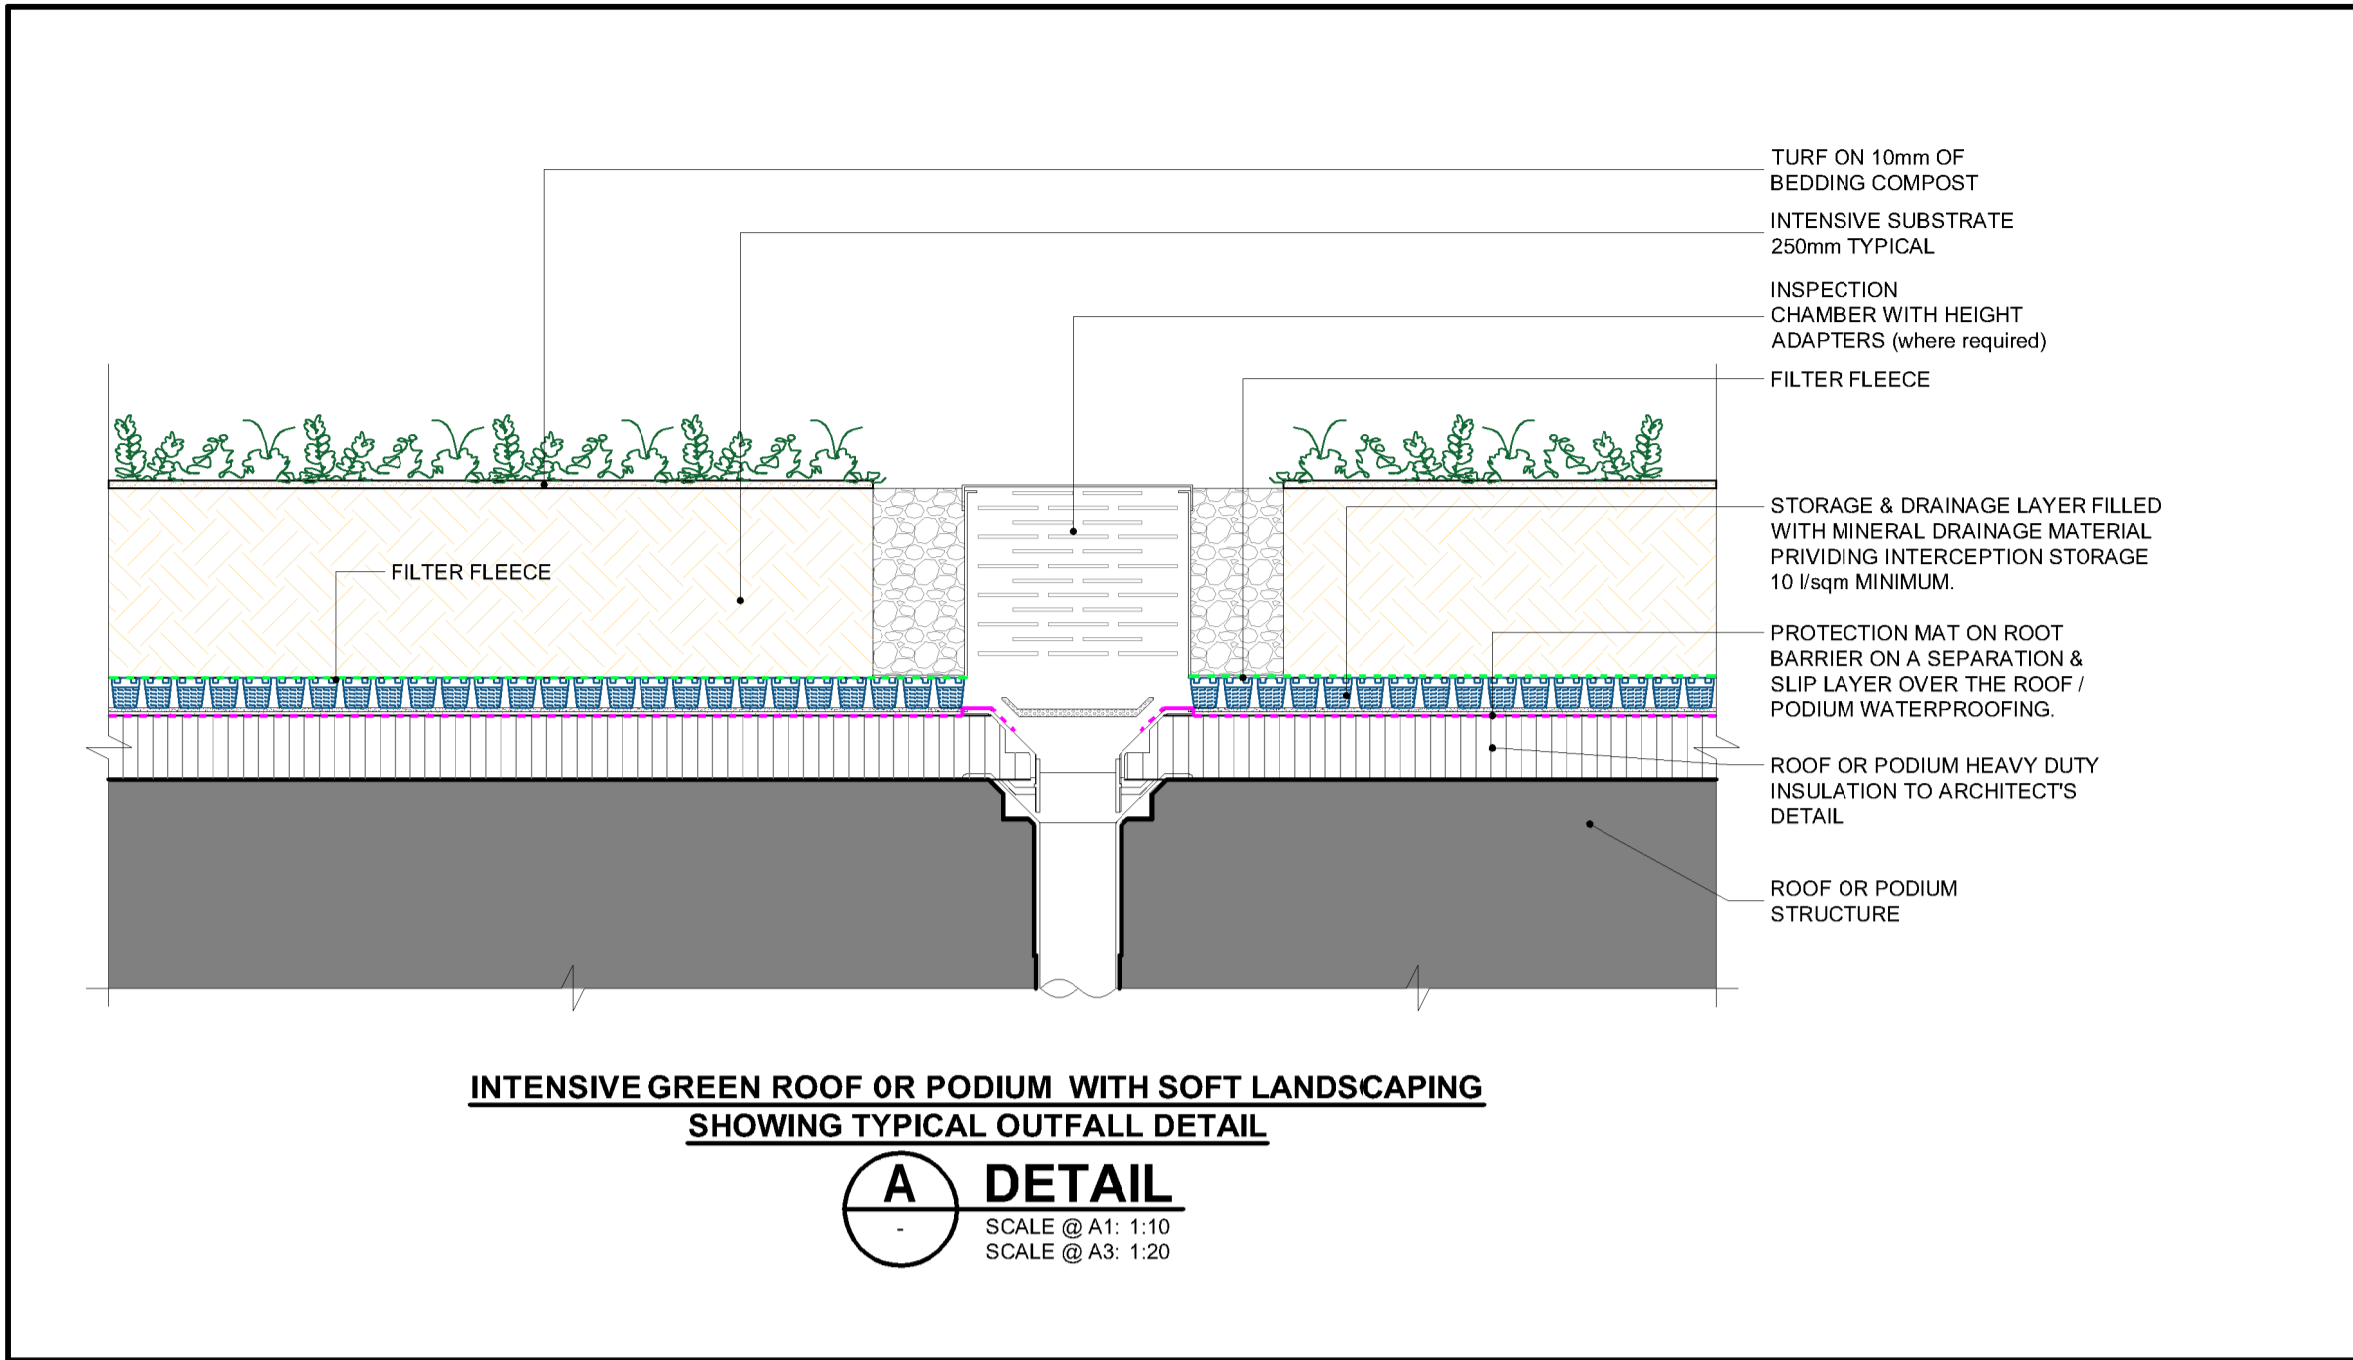 TURF ON 10mm OF
BEDDING COMPOST
INTENSIVE SUBSTRATE
250mm TYPICAL
INSPECTION
CHAMBER WITH HEIGHT
ADAPTERS (where required)
FILTER FLEECE
STORAGE & DRAINAGE LAYER FILLED
WITH MINERAL DRAINAGE MATERIAL
PRIVIDING INTERCEPTION STORAGE
10 l/sqm MINIMUM.
FILTER FLEECE
PROTECTION MAT ON ROOT
BARRIER ON A SEPARATION &
SLIP LAYER OVER THE ROOF /
PODIUM WATERPROOFING.
ROOF OR PODIUM HEAVY DUTY
INSULATION TO ARCHITECT'S
DETAIL
ROOF OR PODIUM
STRUCTURE
INTENSIVE GREEN ROOF OR PODIUM WITH SOFT LANDSCAPING
SHOWING TYPICAL OUTFALL DETAIL
A
-
DETAIL
SCALE @ A1: 1:10
SCALE @ A3: 1:20